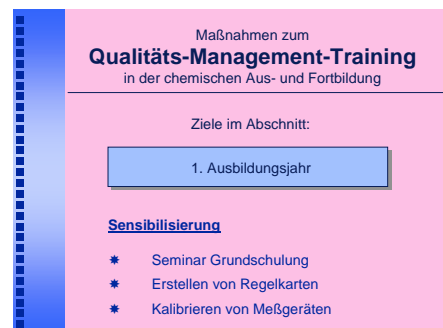 Maßnahmen zum
Qualitäts-Management-Training
in der chemischen Aus- und Fortbildung
Ziele im Abschnitt:
1. Ausbildungsjahr
Sensibilisierung
Seminar Grundschulung
Erstellen von Regelkarten
Kalibrieren von Meßgeräten